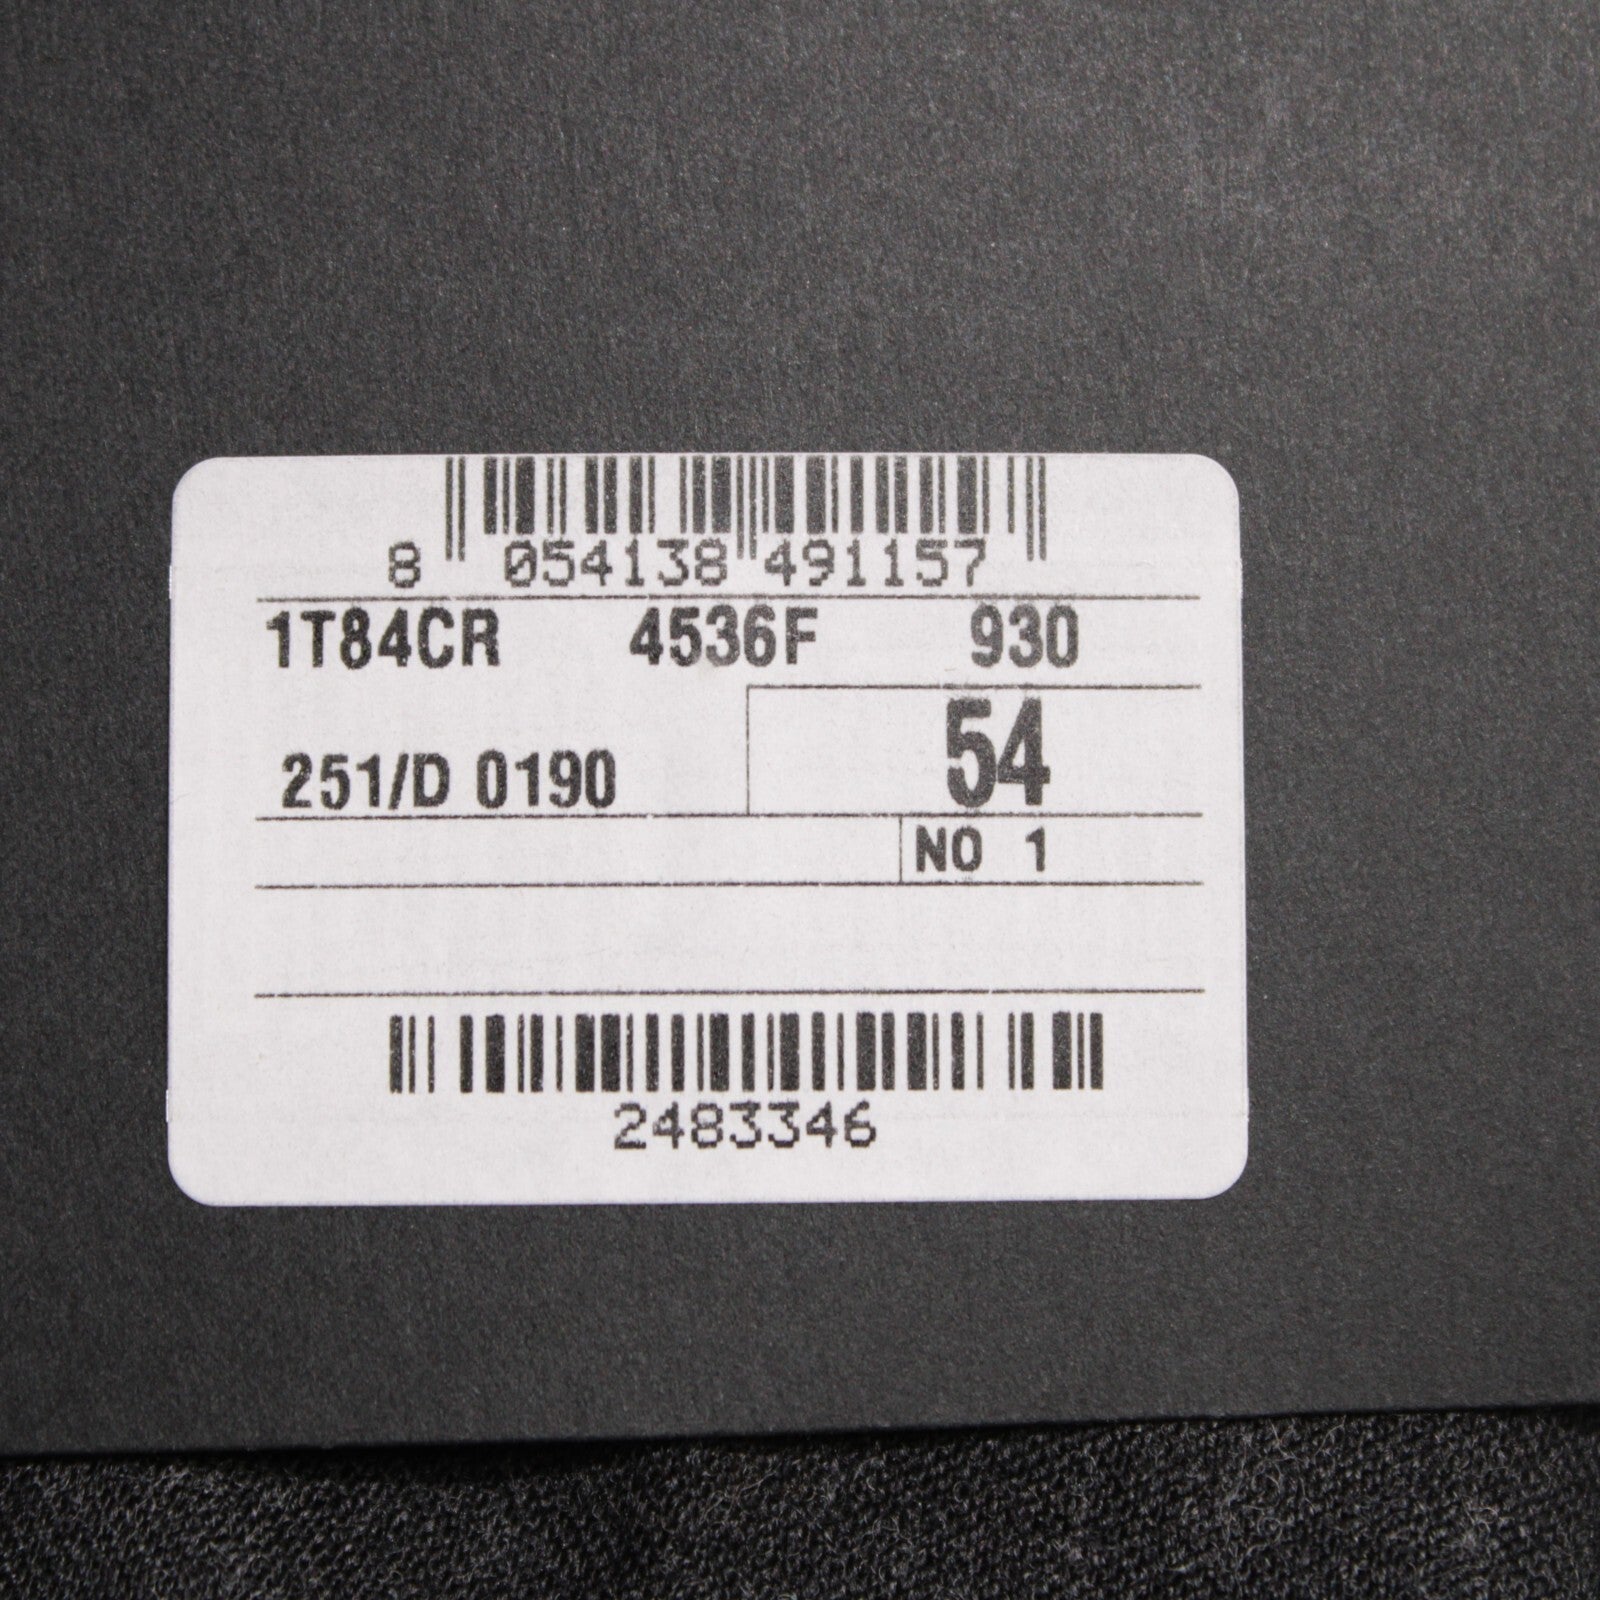 8 054138 491157
1T84CR 4536F 930
54
251/D 0190
NO 1
2483346